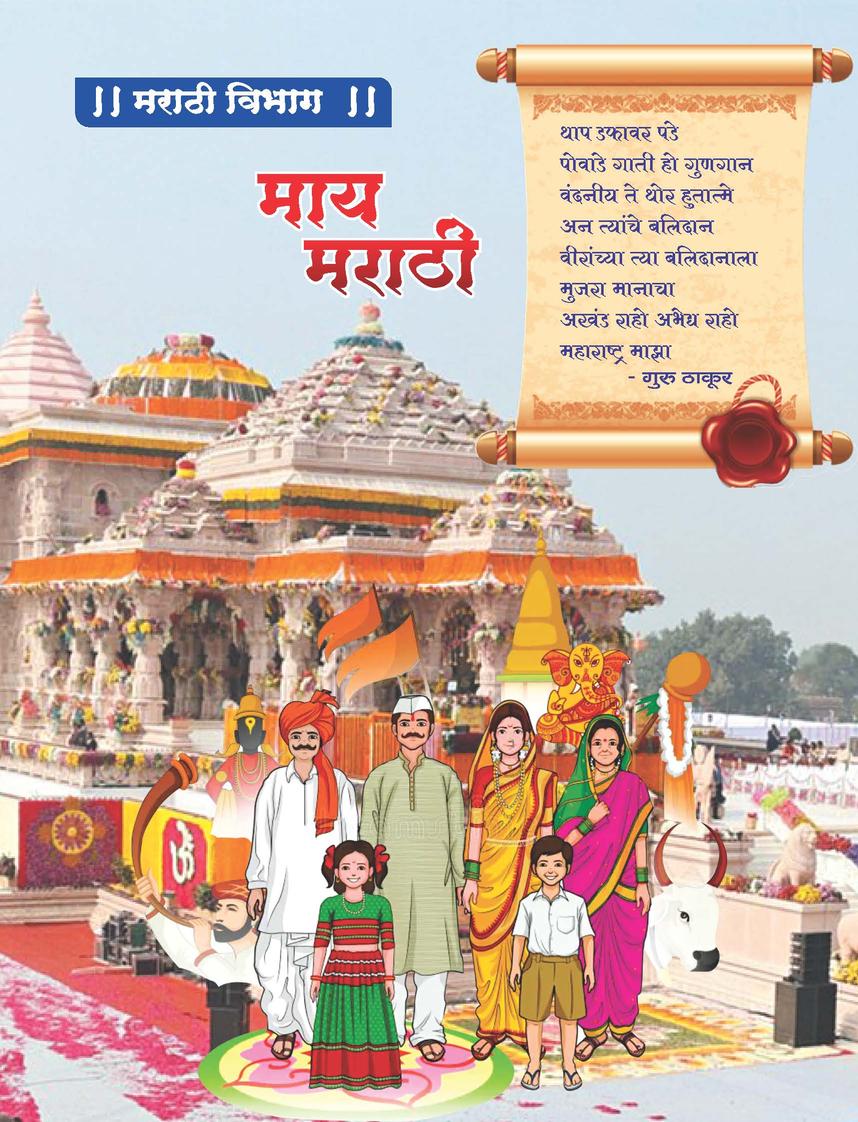 || मराठी विभाग ||
माय
मराठी
थाप डफावर पडे
पोवाडे गाती हो गुणगान
वंदनीय ते थोर हुतात्मे
अन त्यांचे बलिदान
वीरांच्या त्या बलिदानाला
मुजरा मानाचा
अखंड राहो अभेद्य राहो
महाराष्ट्र माझा
- गुरु ठाकूर
ॐ